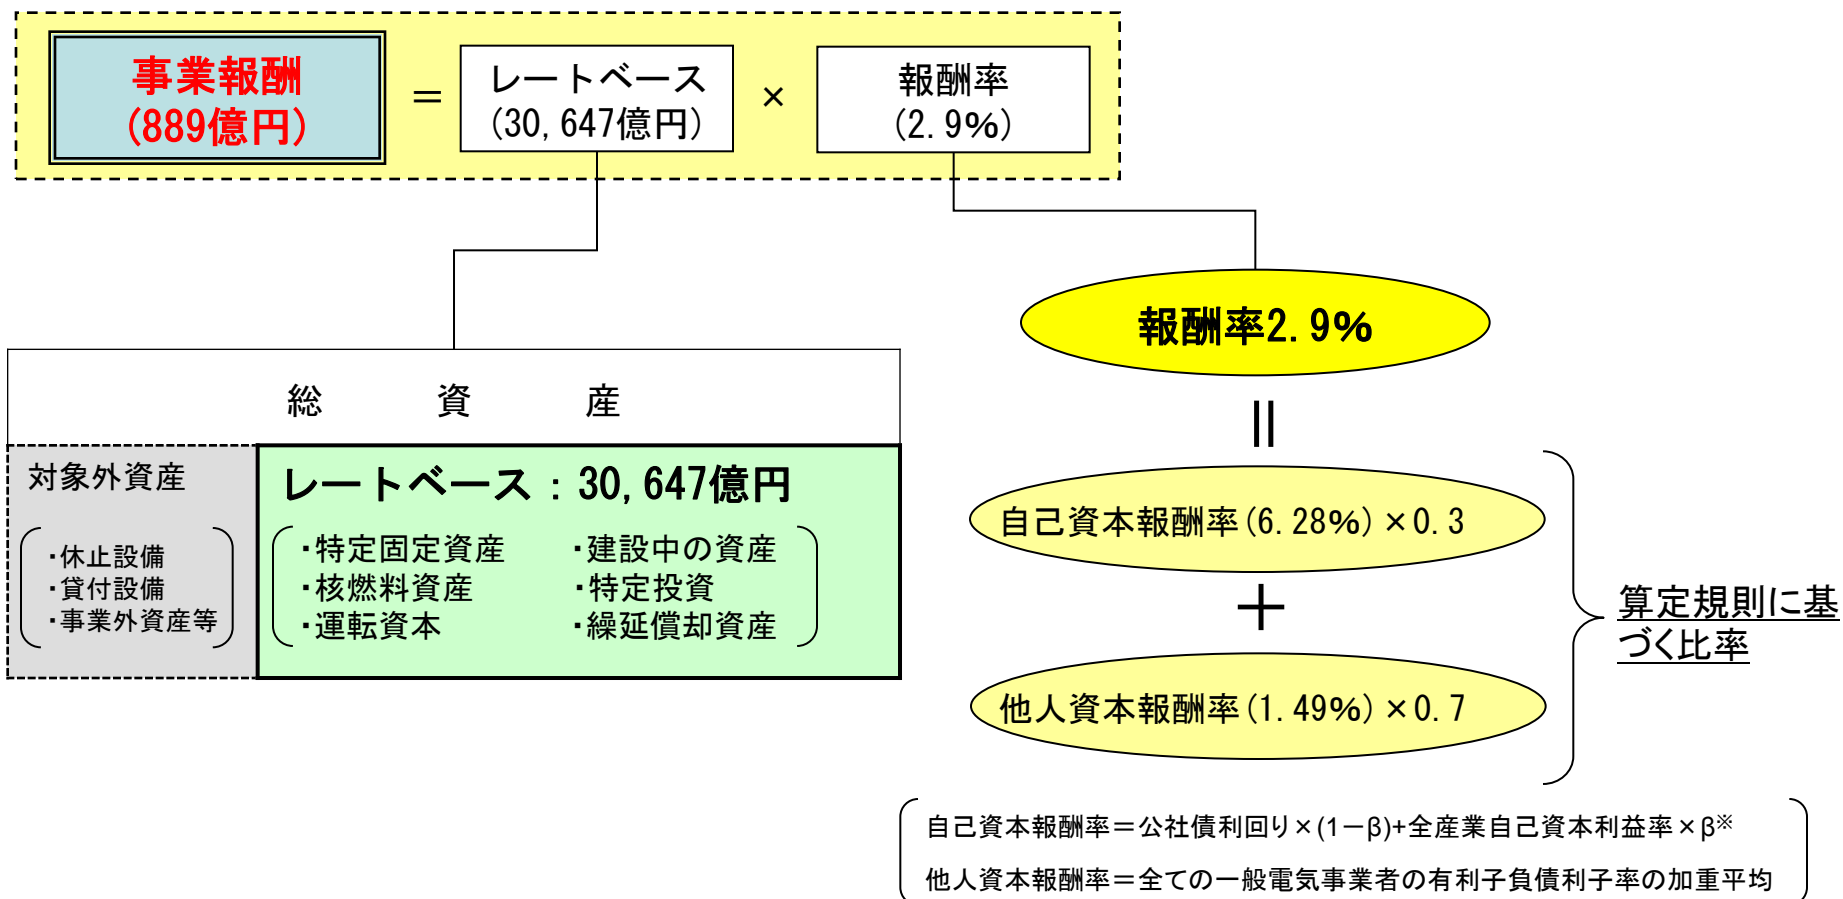 事業報酬
(889億円)
＝
レートベース
(30,647億円)
×
報酬率
(2.9%)
報酬率2.9%
＝
総　資　産
対象外資産
・休止設備
・貸付設備
・事業外資産等
レートベース：30,647億円
・特定固定資産　・建設中の資産
・核燃料資産　・特定投資
・運転資本　・繰延償却資産
自己資本報酬率(6.28%)×0.3
＋
他人資本報酬率(1.49%)×0.7
算定規則に基
づく比率
自己資本報酬率＝公社債利回り×(1－β)+全産業自己資本利益率×β※
他人資本報酬率＝全ての一般電気事業者の有利子負債利子率の加重平均